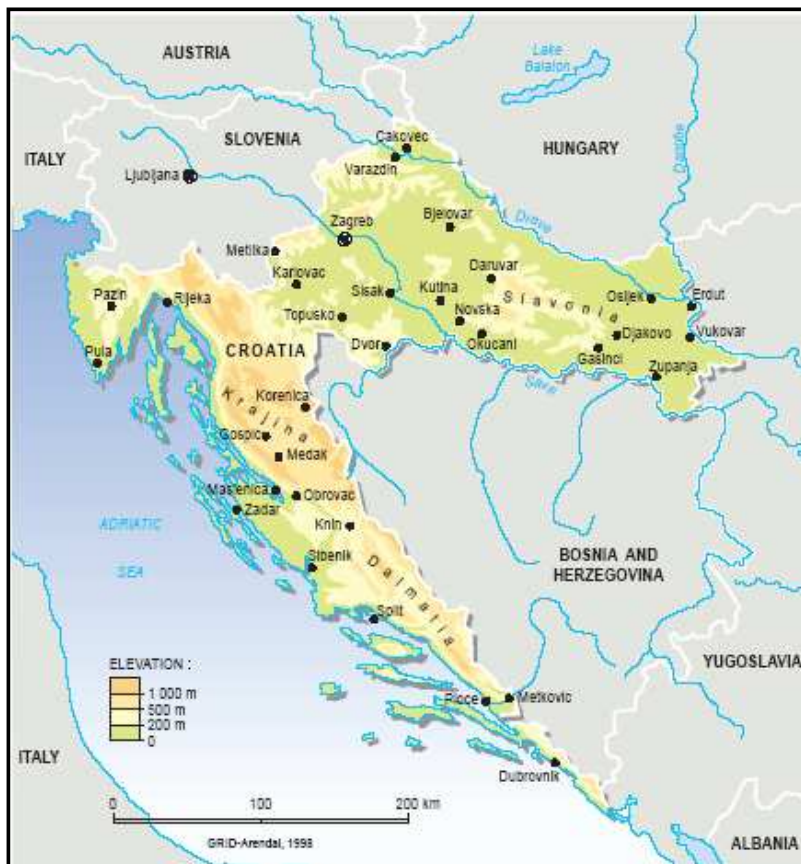 AUSTRIA
Lake
Balaton
SLOVENIA
Cakovec
HUNGARY
Danube
ITALY
Ljubljana
Varazdin
Zagreb
Bjelovar
Drava
Metlika
Karlovac
Daruvar
Sisak
Kutina
Slavonia
Osijek
Erdut
Pazin
Rijeka
Topusko
Novska
Djakovo
Vukovar
CROATIA
Dvor
Okucani
Gasinci
Pula
Zupanja
Sava
Korenica
Krajina
Gospic
Medak
Maslenica
Obrovac
Zadar
ADRIATIC
SEA
Knin
BOSNIA AND
HERZEGOVINA
Sibenik
Dalmatia
Split
YUGOSLAVIA
ELEVATION :
1 000 m
500 m
200 m
0
Ploce
Metkovic
ITALY
Dubrovnik
0 100 200 km
GRID-Arendal, 1998
ALBANIA